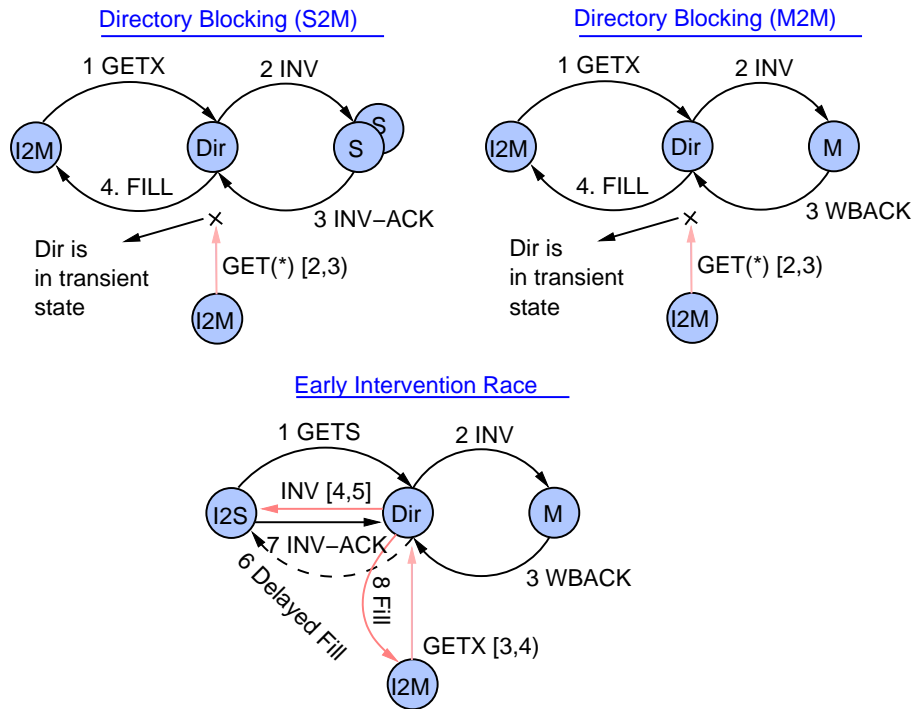 Directory Blocking (S2M)
1 GETX
2 INV
I2M
Dir
S
S
4. FILL
3 INV−ACK
Dir is
in transient
state
GET(*) [2,3)
I2M
Directory Blocking (M2M)
1 GETX
2 INV
I2M
Dir
M
4. FILL
3 WBACK
Dir is
in transient
state
GET(*) [2,3)
I2M
Early Intervention Race
1 GETS
2 INV
INV [4,5]
I2S
Dir
M
7 INV−ACK
6 Delayed Fill
8 Fill
3 WBACK
GETX [3,4)
I2M